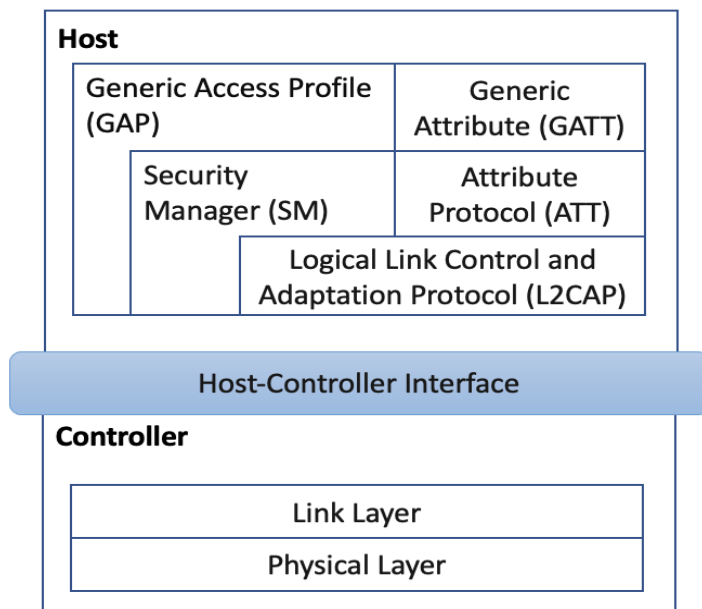 Host
Generic Access Profile
(GAP)
Generic
Attribute (GATT)
Security
Manager (SM)
Attribute
Protocol (ATT)
Logical Link Control and
Adaptation Protocol (L2CAP)
Host-Controller Interface
Controller
Link Layer
Physical Layer